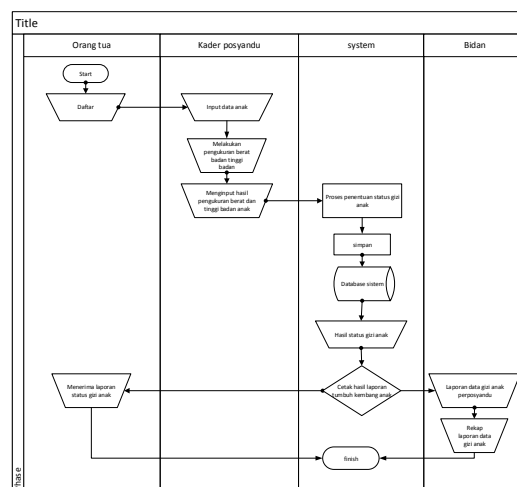 Title
Orang tua
Kader posyandu
system
Bidan
Start
Daftar
Input data anak
Melakukan
pengukuran berat
badan tinggi
badan
Menginput hasil
pengukuran berat dan
tinggi badan anak
Proses penentuan status gizi
anak
simpan
Database sistem
Hasil status gizi anak
Cetak hasil laporan
tumbuh kembang anak
Menerima laporan
status gizi anak
Laporan data gizi anak
perposyandu
Rekap
laporan data
gizi anak
finish
Phase